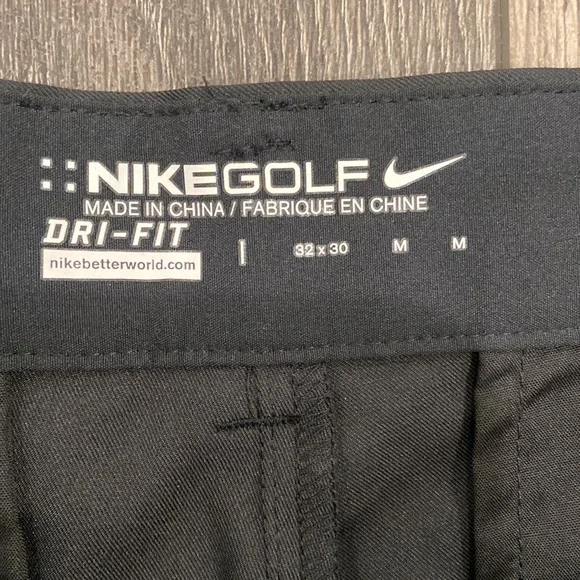 NIKEGOLF
MADE IN CHINA / FABRIQUE EN CHINE
DRI-FIT
nikebetterworld.com
32 x 30 M M